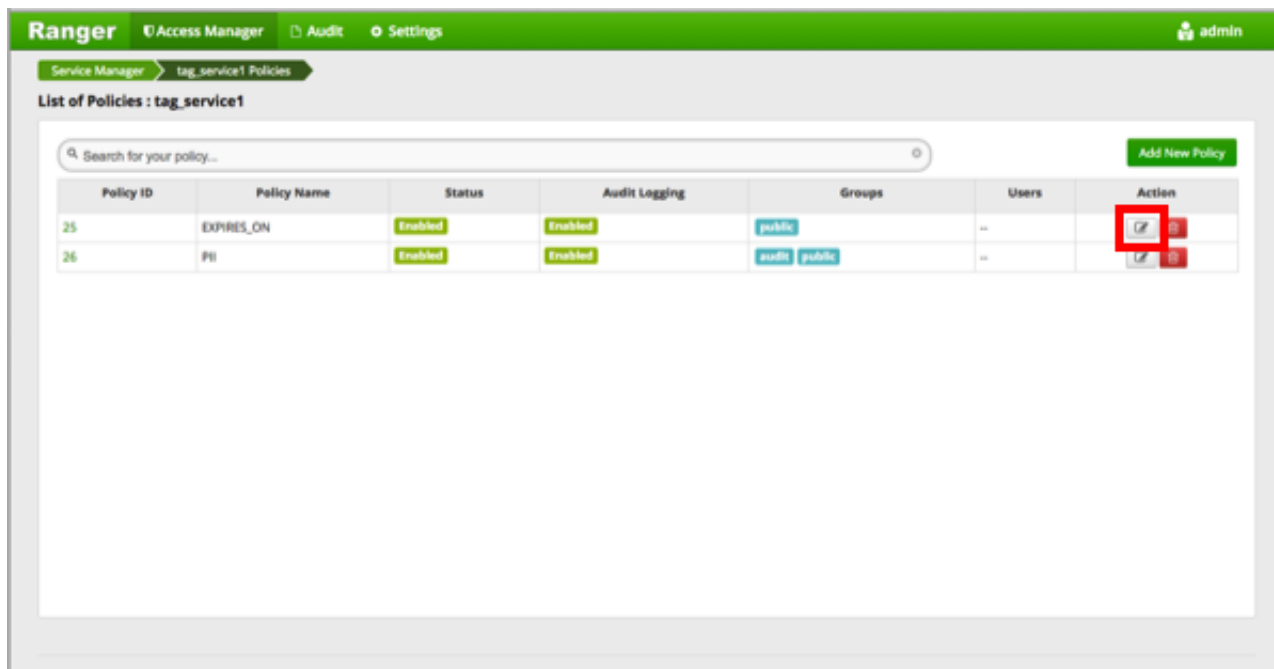 Ranger Access Manager Audit Settings admin
Service Manager tag_service1 Policies
List of Policies : tag_service1
Search for your policy... Add New Policy
Policy ID Policy Name Status Audit Logging Groups Users Action
25 EXPIRES_ON Enabled Enabled public --
26 PII Enabled Enabled audit public --